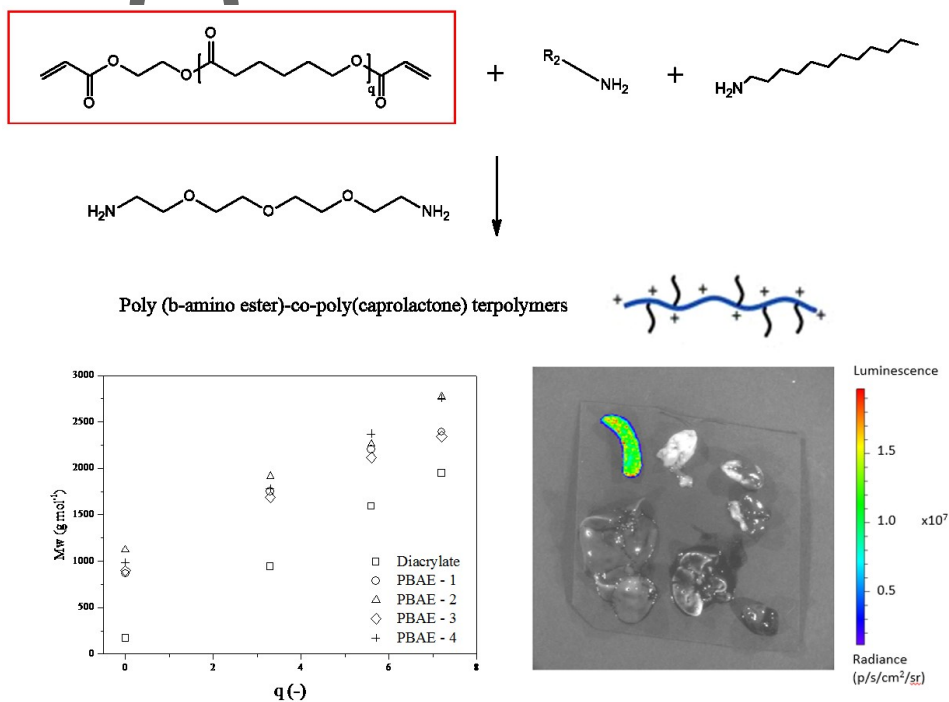 O
O
O
O
O
O
q
O
+
R2
NH2
+
H2N
H2N
O
O
O
NH2
Poly (b-amino ester)-co-poly(caprolactone) terpolymers
+ + + + + + + +
3000
2500
2000
1500
1000
500
0
Mw (g mol-1)
0 2 4 6 8
q (-)
Diacrylate
PBAE - 1
PBAE - 2
PBAE - 3
PBAE - 4
Luminescence
1.5
1.0
x10⁷
0.5
Radiance
(p/s/cm²/sr)